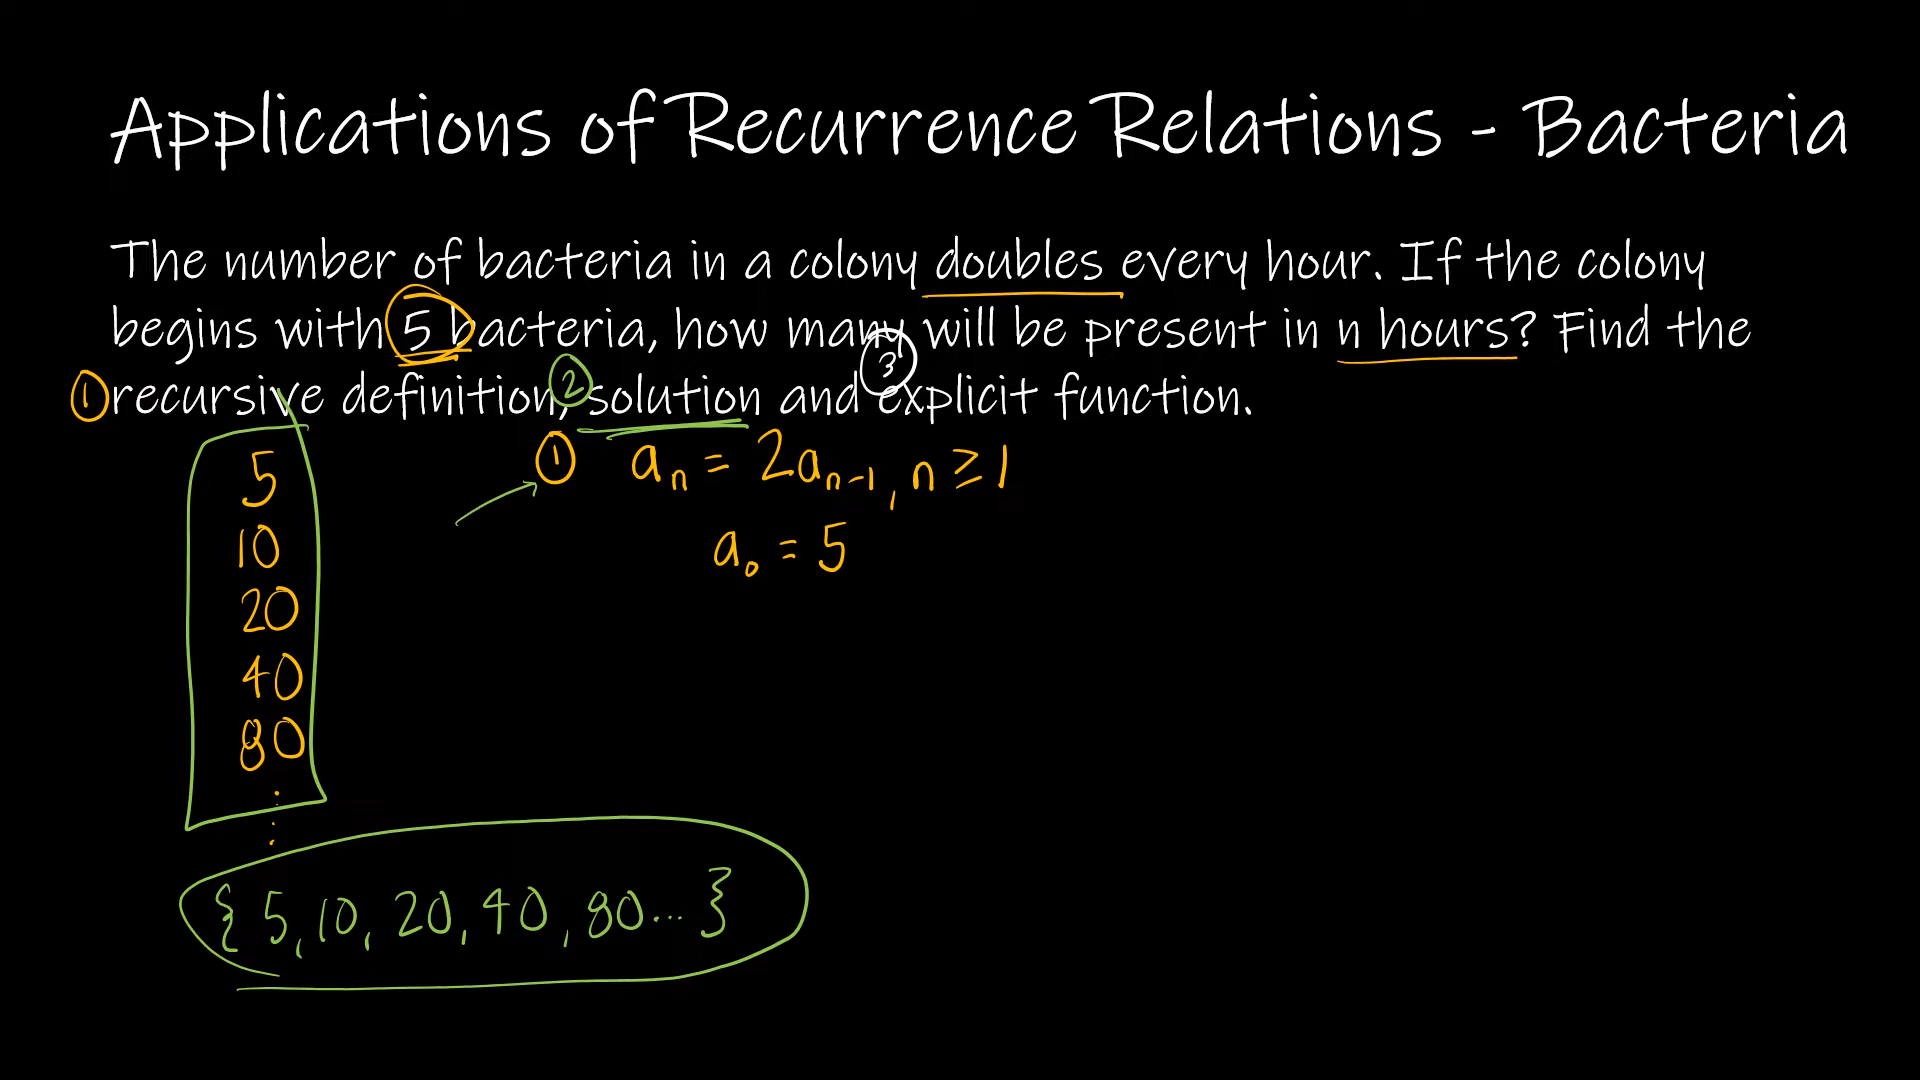 Applications of Recurrence Relations - Bacteria
The number of bacteria in a colony doubles every hour. If the colony
begins with 5 bacteria, how many will be present in n hours? Find the
① recursive definition, ② solution and ③ explicit function.
① aₙ = 2aₙ₋₁, n ≥ 1
a₀ = 5
5
10
20
40
80
⋮
{5, 10, 20, 40, 80...}